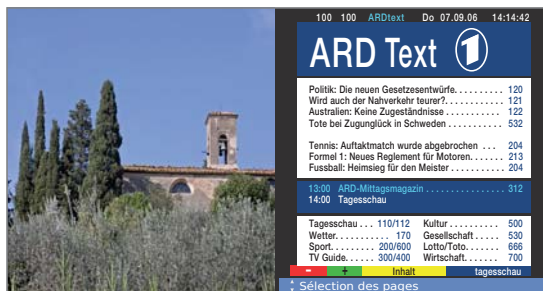 100 100 ARDtext Do 07.09.06 14:14:42
ARD Text 1
Politik: Die neuen Gesetzesentwürfe.......... 120
Wird auch der Nahverkehr teurer?........... 121
Australien: Keine Zugeständnisse ........... 122
Tote bei Zugunglück in Schweden ........... 532
Tennis: Auftaktmatch wurde abgebrochen ... 204
Formel 1: Neues Reglement für Motoren....... 213
Fussball: Heimsieg für den Meister ........... 204
13:00 ARD-Mittagsmagazin ................ 312
14:00 Tagesschau
Tagesschau ... 110/112 Kultur ......... 500
Wetter.......... 170 Gesellschaft ..... 530
Sport........ 200/600 Lotto/Toto....... 666
TV Guide...... 300/400 Wirtschaft....... 700
- + Inhalt tagesschau
Sélection des pages